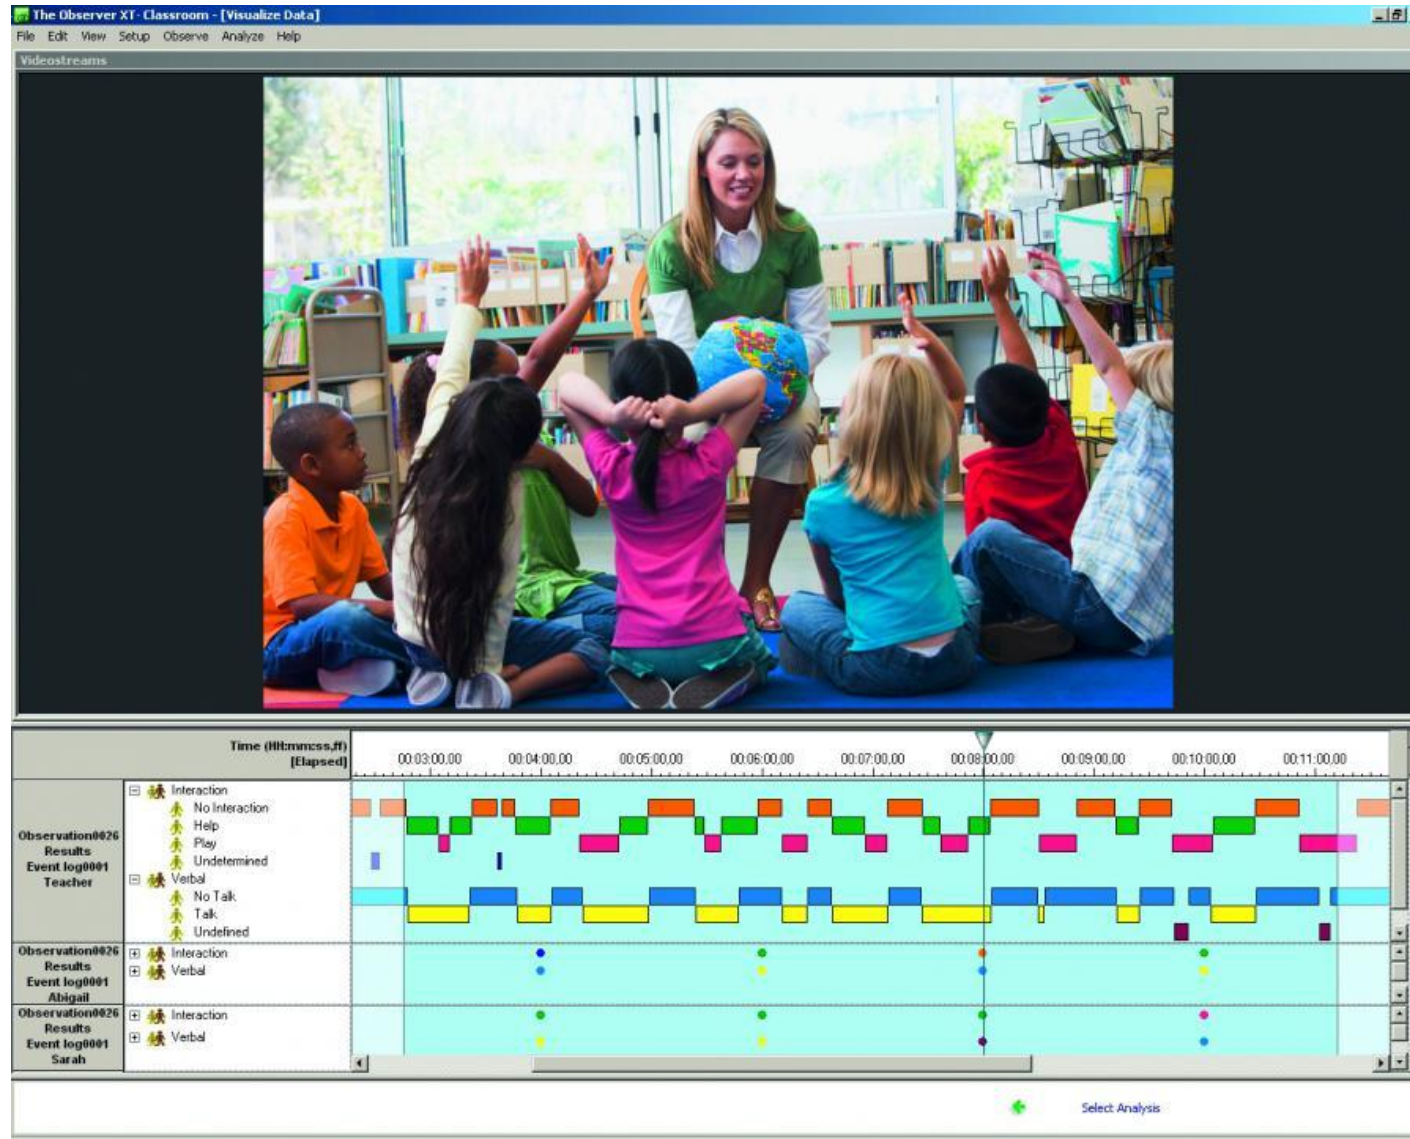 The Observer XT- Classroom - [Visualize Data]
File Edit View Setup Observe Analyze Help
Videostreams
Time (HH:mm:ss,ff)
[Elapsed]
00:03:00,00 00:04:00,00 00:05:00,00 00:06:00,00 00:07:00,00 00:08:00,00 00:09:00,00 00:10:00,00 00:11:00,00
Observation0026
Results
Event log0001
Teacher
Interaction
No Interaction
Help
Play
Undetermined
Verbal
No Talk
Talk
Undefined
Observation0026
Results
Event log0001
Abigail
Interaction
Verbal
Observation0026
Results
Event log0001
Sarah
Interaction
Verbal
Select Analysis